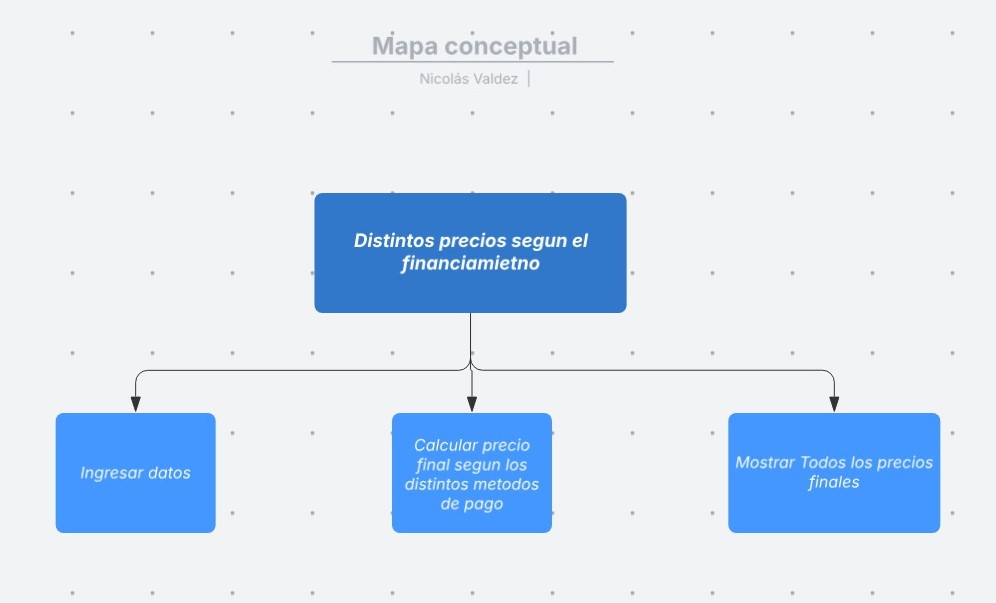 Mapa conceptual
Nicolás Valdez |
Distintos precios segun el
financiamietno
Ingresar datos
Calcular precio
final segun los
distintos metodos
de pago
Mostrar Todos los precios
finales